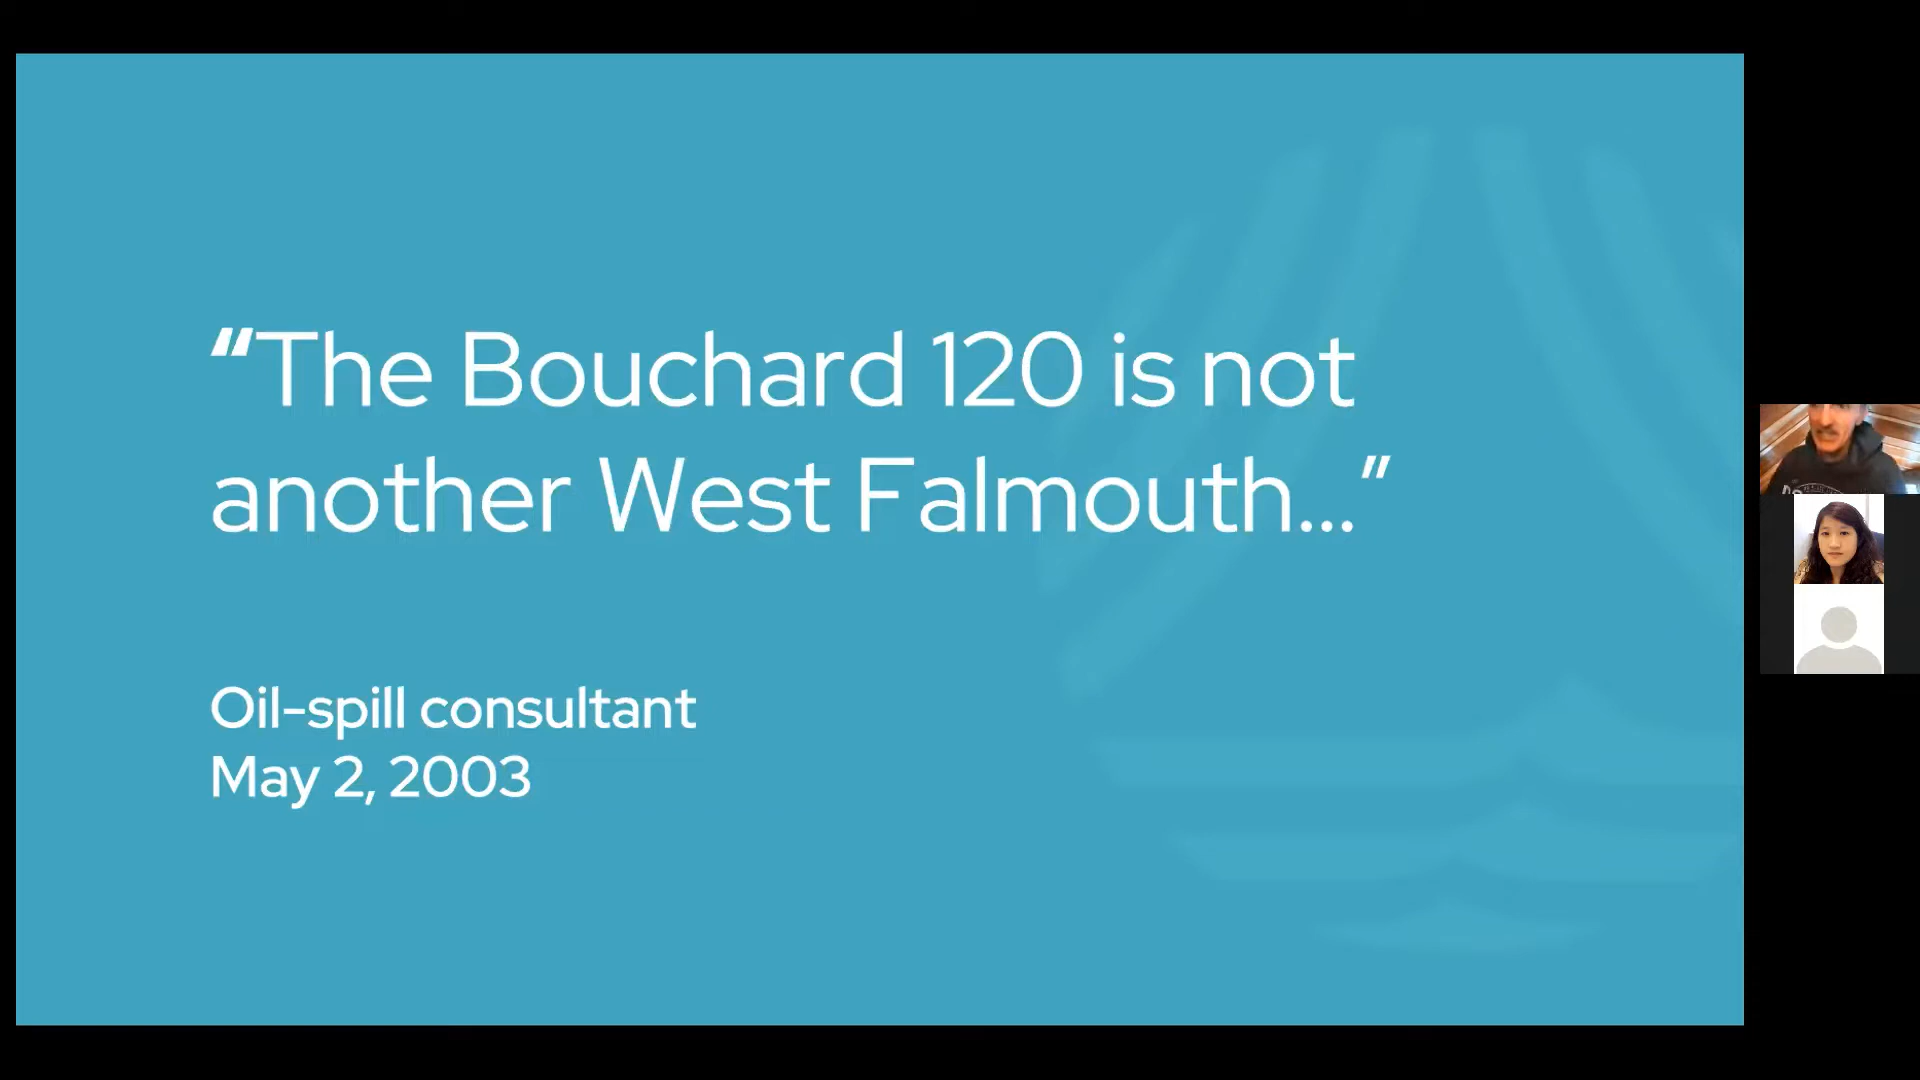 “The Bouchard 120 is not
another West Falmouth...”
Oil-spill consultant
May 2, 2003